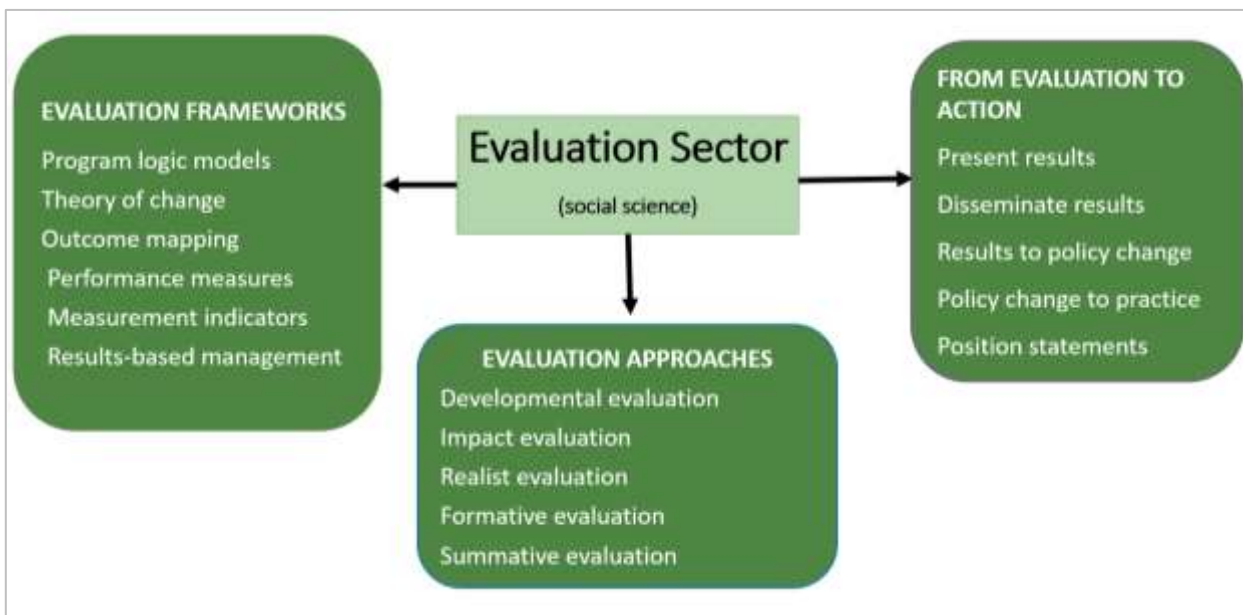 EVALUATION FRAMEWORKS
Program logic models
Theory of change
Outcome mapping
Performance measures
Measurement indicators
Results-based management
Evaluation Sector
(social science)
EVALUATION APPROACHES
Developmental evaluation
Impact evaluation
Realist evaluation
Formative evaluation
Summative evaluation
FROM EVALUATION TO
ACTION
Present results
Disseminate results
Results to policy change
Policy change to practice
Position statements